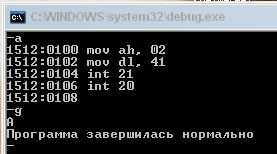 C:\WINDOWS\system32\debug.exe
-a
1512:0100 mov ah, 02
1512:0102 mov dl, 41
1512:0104 int 21
1512:0106 int 20
1512:0108
-g
A
Программа завершилась нормально
-